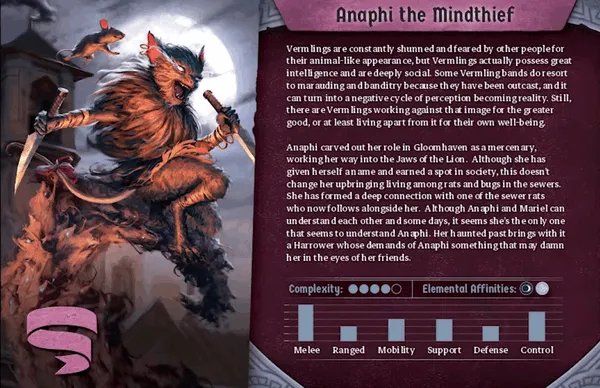 Anaphi the Mindthief
Vermlings are constantly shunned and feared by other people for
their animal-like appearance, but Vermlings actually possess great
intelligence and are deeply social. Some Vermling bands do resort
to marauding and banditry because they have been outcast, and it
can turn into a negative cycle of perception becoming reality. Still,
there are Vermlings working against that image for the greater
good, or at least living apart from it for their own well-being.
Anaphi carved out her role in Gloomhaven as a mercenary,
working her way into the Jaws of the Lion. Although she has
given herself a name and earned a spot in society, this doesn't
change her upbringing living among rats and bugs in the sewers.
She has formed a deep connection with one of the sewer rats
who now follows alongside her. Although Anaphi and Mariel can
understand each other and some days, it seems she's the only one
that seems to understand Anaphi. Her haunted past brings with it
a Harrower whose demands of Anaphi something that may damn
her in the eyes of her friends.
Complexity: Elemental Affinities:
Melee Ranged Mobility Support Defense Control